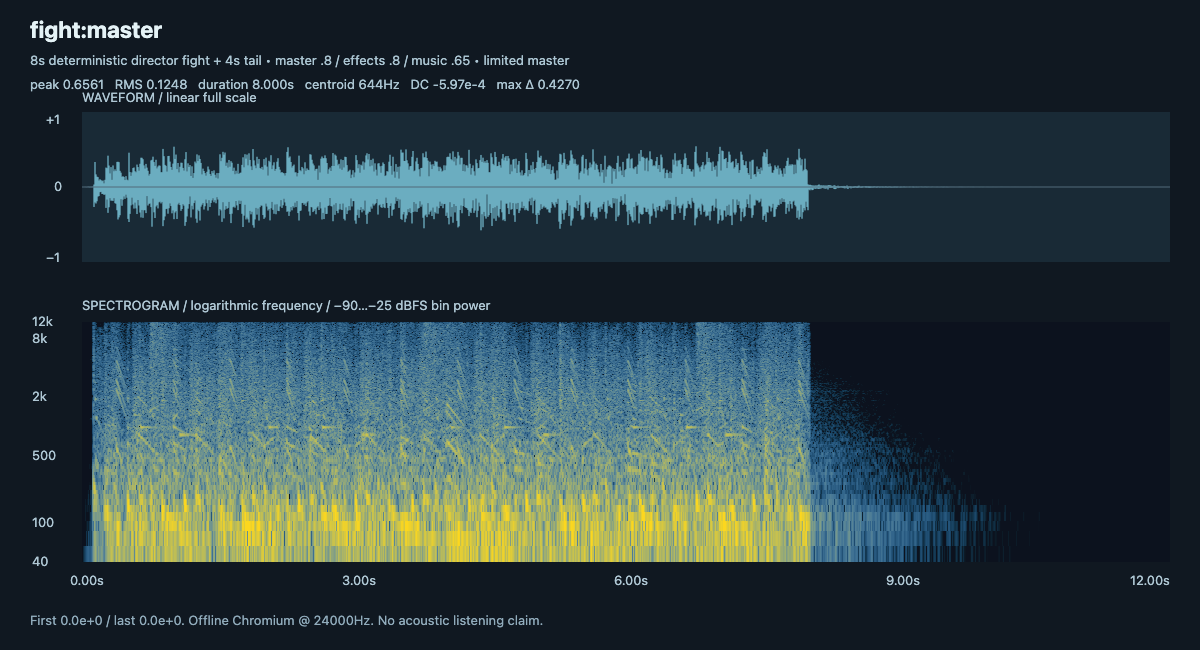 fight:master
8s deterministic director fight + 4s tail • master .8 / effects .8 / music .65 • limited master
peak 0.6561 RMS 0.1248 duration 8.000s centroid 644Hz DC -5.97e-4 max Δ 0.4270
WAVEFORM / linear full scale
+1
0
−1
SPECTROGRAM / logarithmic frequency / −90…−25 dBFS bin power
12k
8k
2k
500
100
40
0.00s 3.00s 6.00s 9.00s 12.00s
First 0.0e+0 / last 0.0e+0. Offline Chromium @ 24000Hz. No acoustic listening claim.